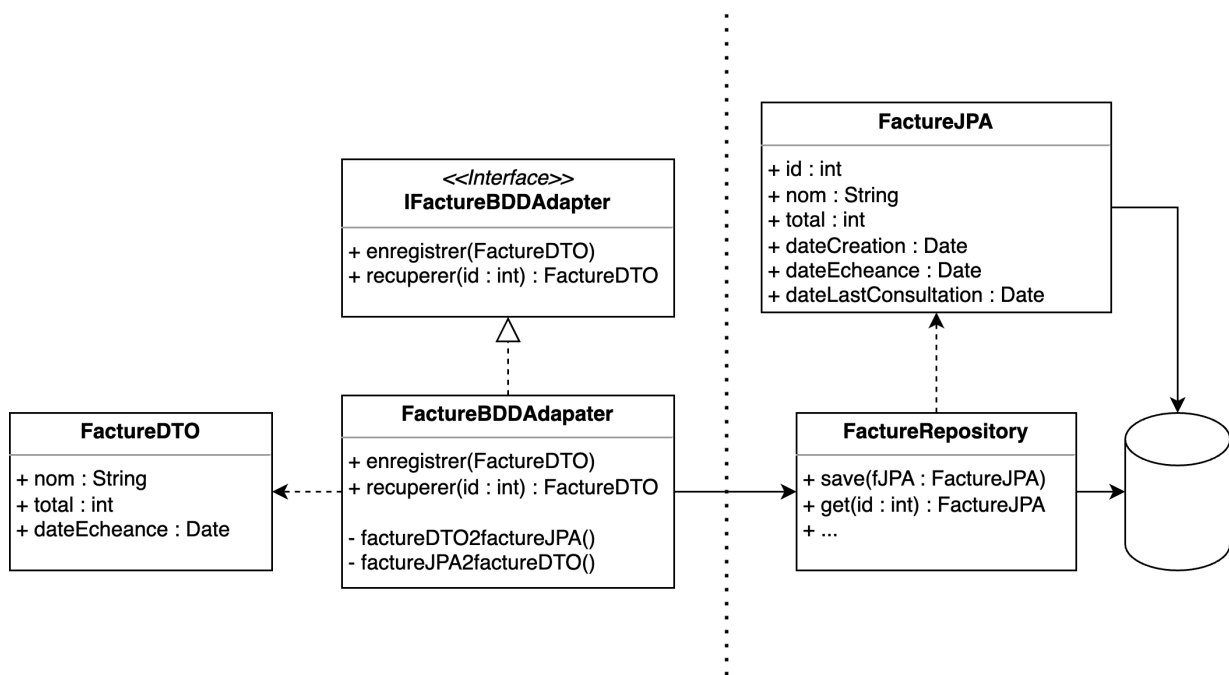 <<Interface>>
IFactureBDDAdapter
+ enregistrer(FactureDTO)
+ recuperer(id : int) : FactureDTO
FactureDTO
+ nom : String
+ total : int
+ dateEcheance : Date
FactureBDDAdapater
+ enregistrer(FactureDTO)
+ recuperer(id : int) : FactureDTO
- factureDTO2factureJPA()
- factureJPA2factureDTO()
FactureJPA
+ id : int
+ nom : String
+ total : int
+ dateCreation : Date
+ dateEcheance : Date
+ dateLastConsultation : Date
FactureRepository
+ save(fJPA : FactureJPA)
+ get(id : int) : FactureJPA
+ ...